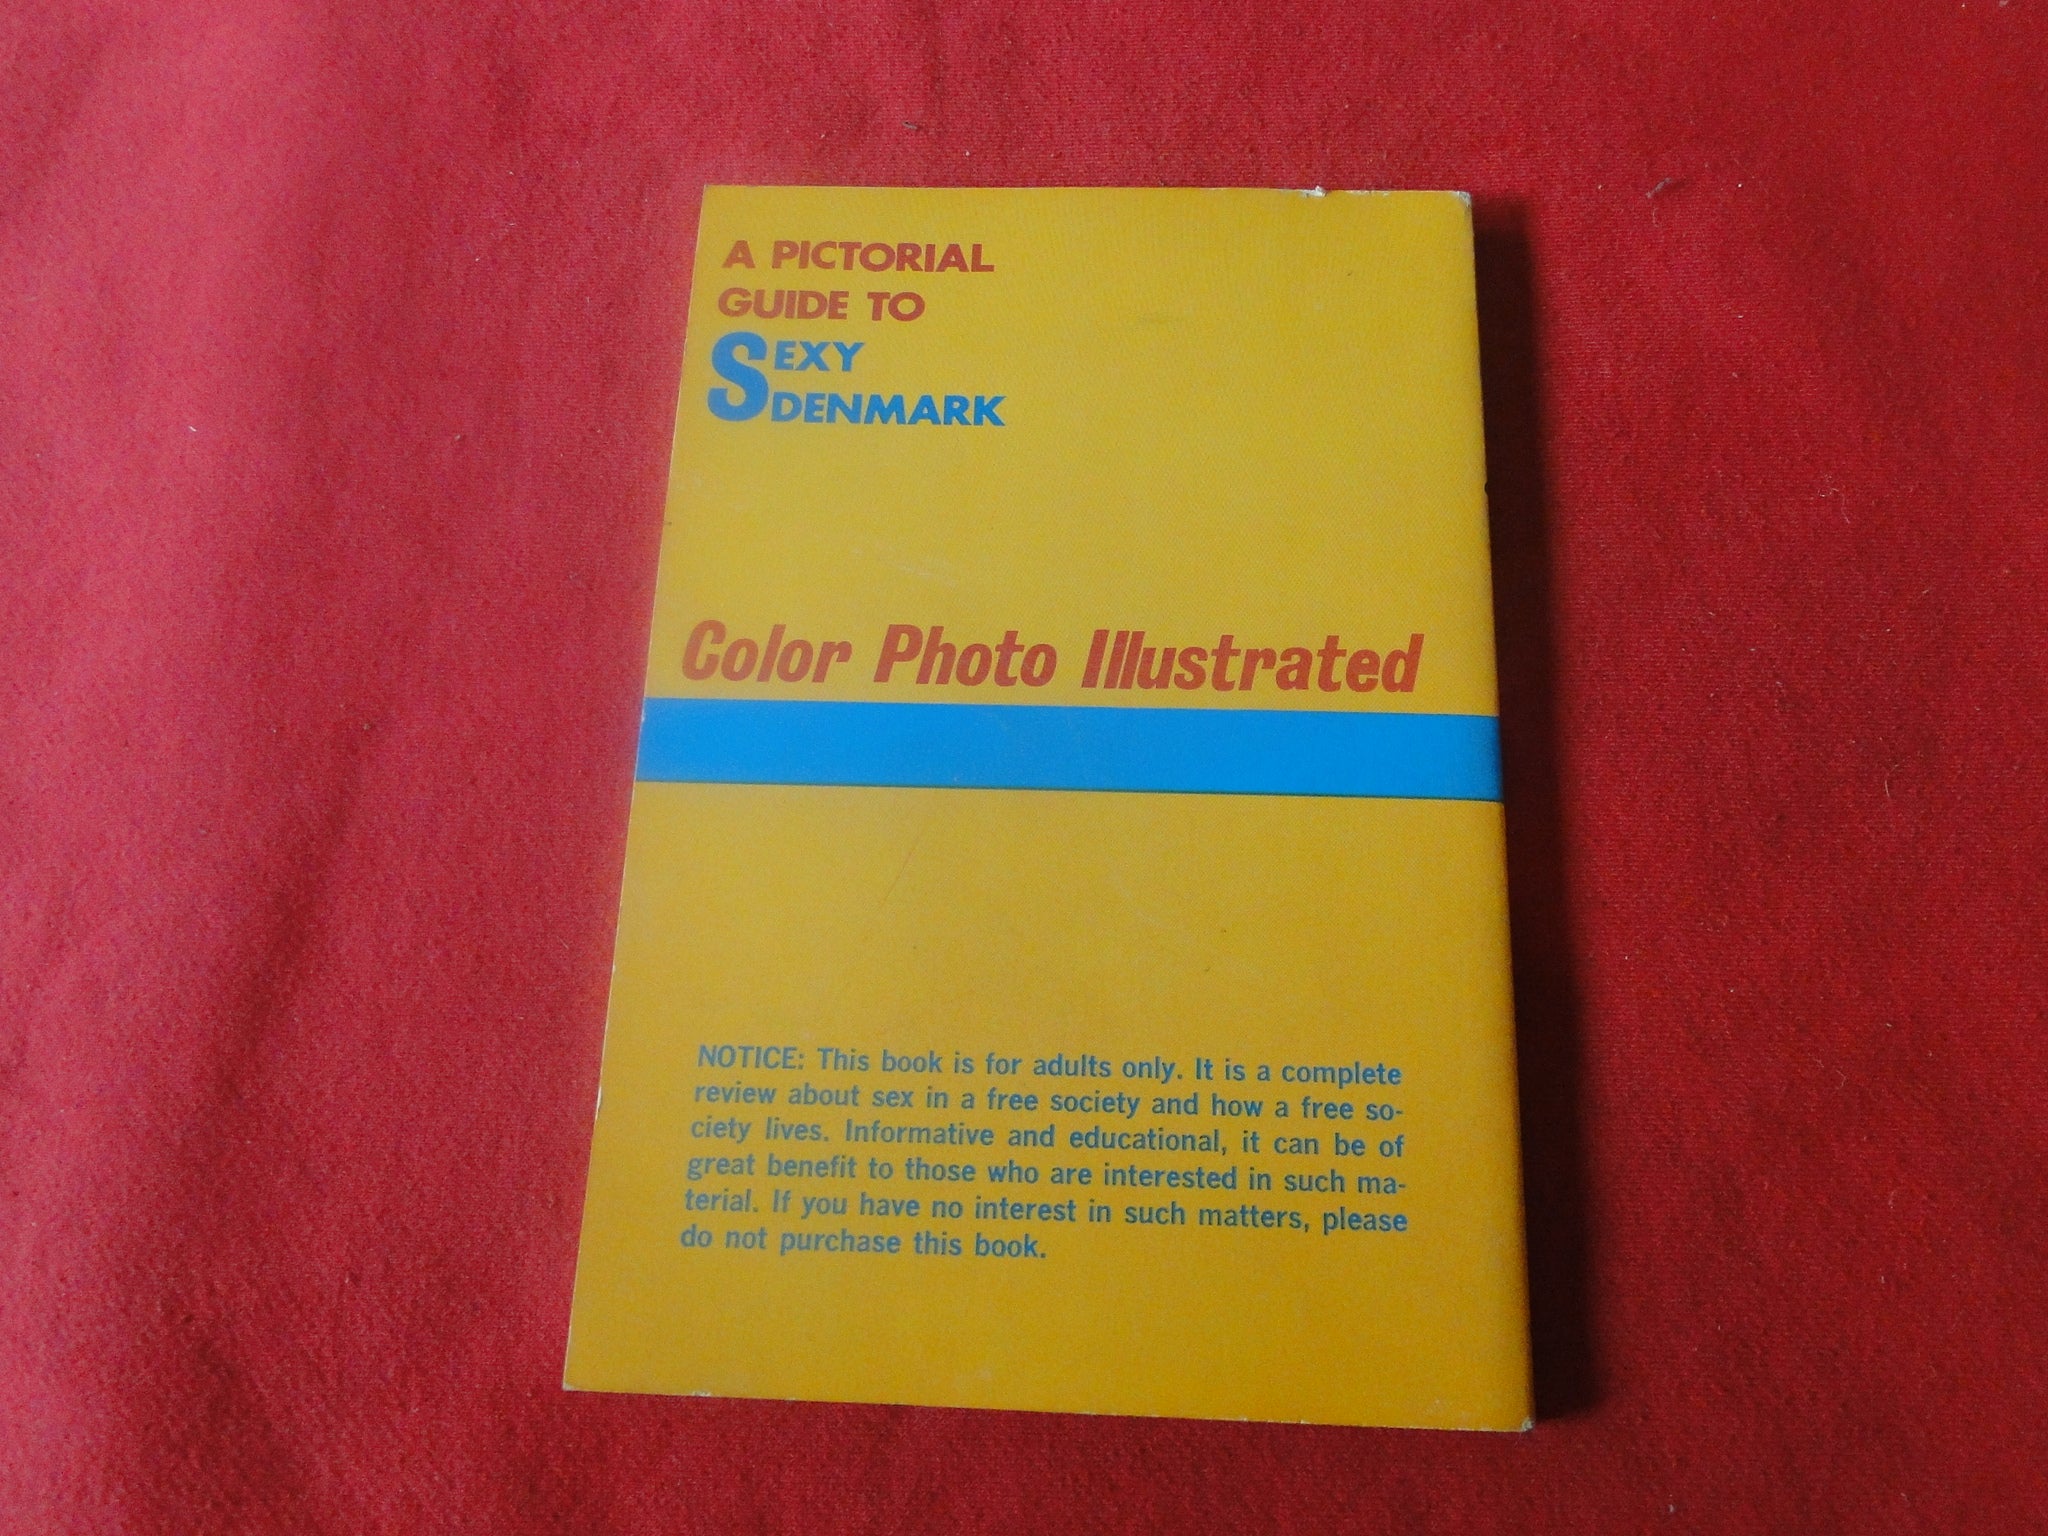 A PICTORIAL
GUIDE TO
SEXY
DENMARK
Color Photo Illustrated
NOTICE: This book is for adults only. It is a complete
review about sex in a free society and how a free so-
ciety lives. Informative and educational, it can be of
great benefit to those who are interested in such ma-
terial. If you have no interest in such matters, please
do not purchase this book.